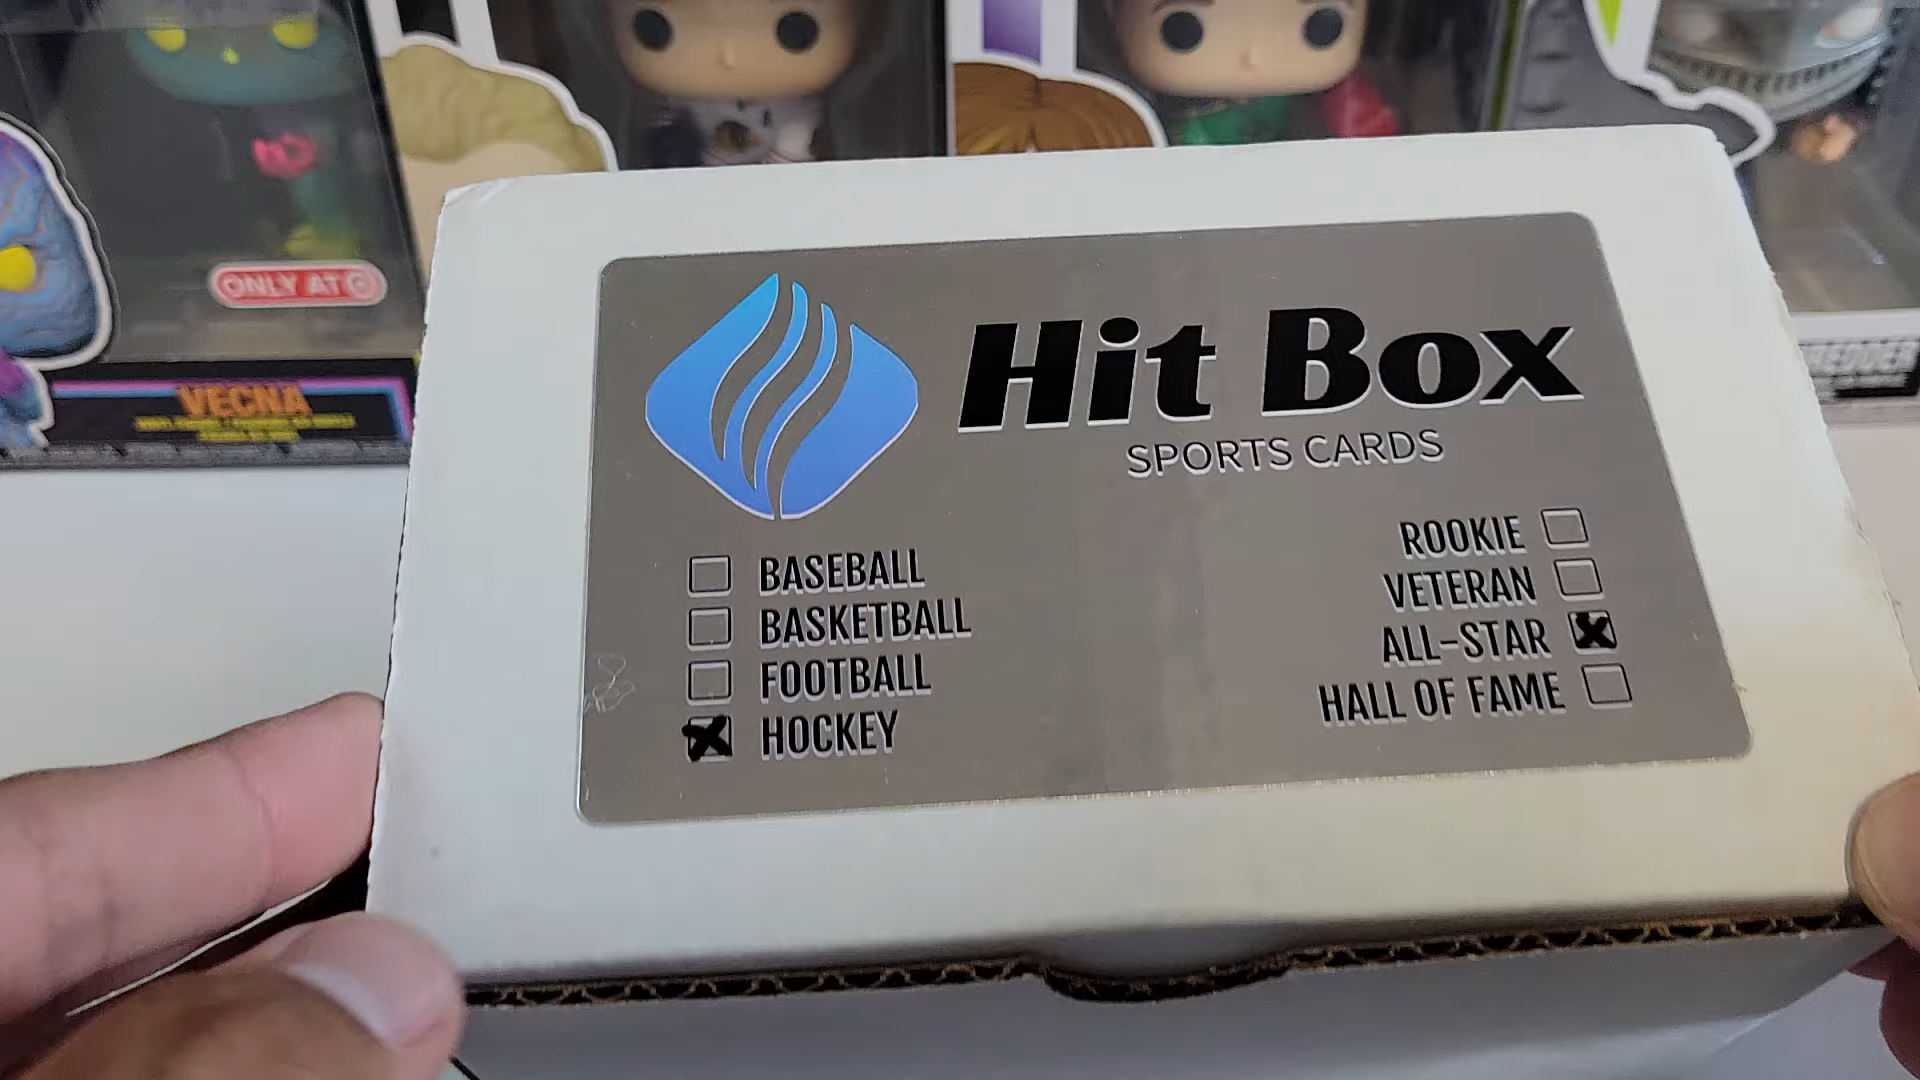 ONLY AT
VECNA
Hit Box
SPORTS CARDS
BASEBALL
BASKETBALL
FOOTBALL
HOCKEY
ROOKIE
VETERAN
ALL-STAR
HALL OF FAME